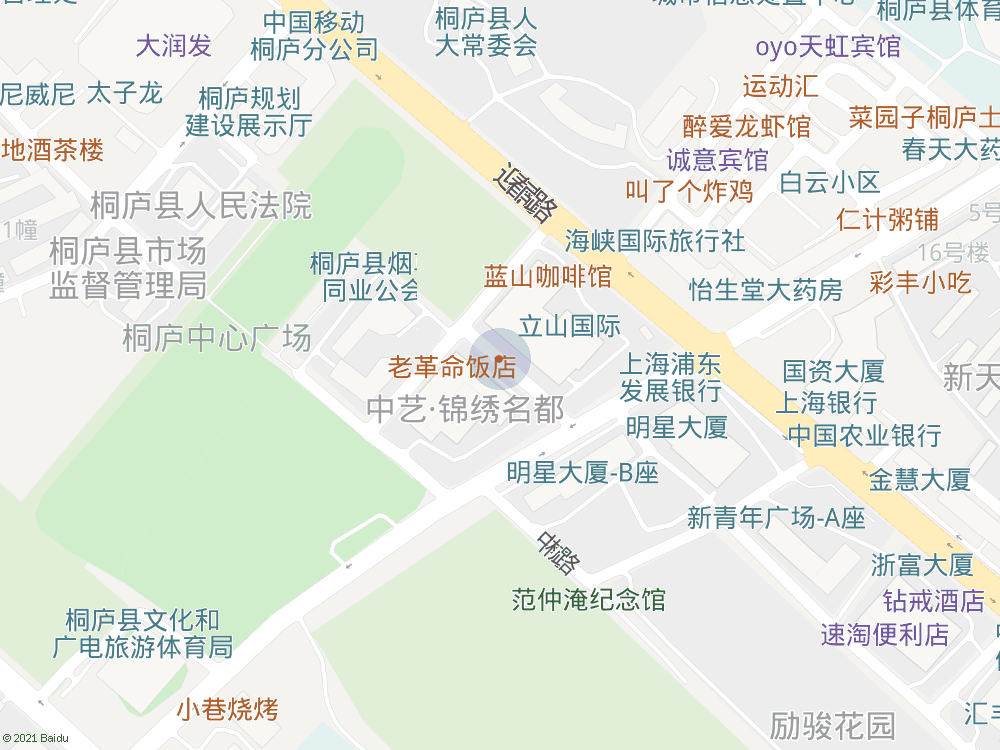 中国移动
桐庐分公司
桐庐县人
大常委会
桐庐县体育
大润发
oyo天虹宾馆
运动汇
尼威尼
太子龙
桐庐规划
建设展示厅
醉爱龙虾馆
菜园子桐庐土
地酒茶楼
诚意宾馆
春天大药
叫了个炸鸡
白云小区
桐庐县人民法院
1幢
仁计粥铺
5号
海峡国际旅行社
16号楼
桐庐县市场
监督管理局
桐庐县烟
同业公会
蓝山咖啡馆
怡生堂大药房
彩丰小吃
立山国际
桐庐中心广场
老革命饭店
上海浦东
发展银行
国资大厦
新天
上海银行
中艺·锦绣名都
明星大厦
中国农业银行
明星大厦-B座
金慧大厦
新青年广场-A座
浙富大厦
范仲淹纪念馆
钻戒酒店
桐庐县文化和
广电旅游体育局
速淘便利店
小巷烧烤
汇丰
励骏花园
© 2021 Baidu